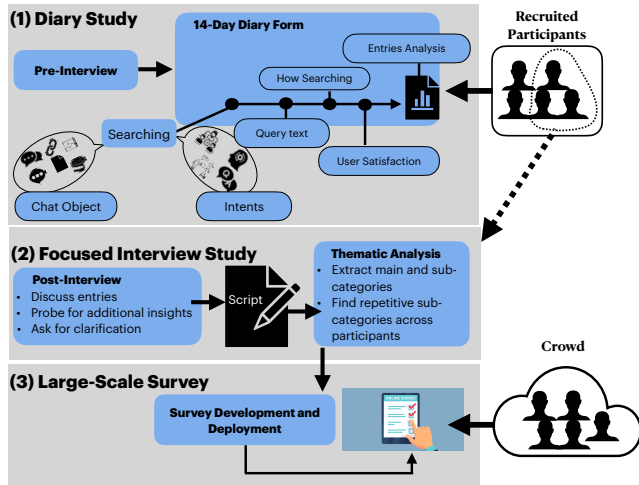 (1) Diary Study
14-Day Diary Form
Recruited
Participants
Pre-Interview
Entries Analysis
How Searching
Searching
Query text
User Satisfaction
Chat Object
Intents
(2) Focused Interview Study
Post-Interview
• Discuss entries
• Probe for additional insights
• Ask for clarification
Script
Thematic Analysis
• Extract main and sub-
categories
• Find repetitive sub-
categories across
participants
Crowd
(3) Large-Scale Survey
Survey Development and
Deployment
ONLINE SURVEY